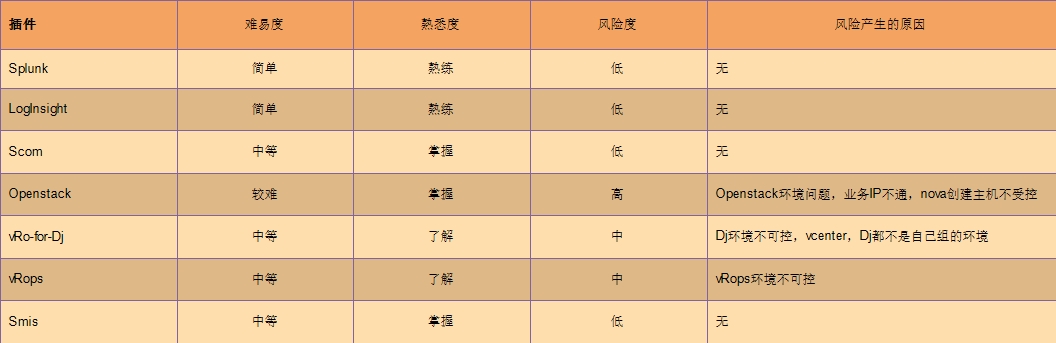 插件 难易度 熟悉度 风险度 风险产生的原因
Splunk 简单 熟练 低 无
LogInsight 简单 熟练 低 无
Scom 中等 掌握 低 无
Openstack 较难 掌握 高 Openstack环境问题，业务IP不通，nova创建主机不受控
vRo-for-Dj 中等 了解 中 Dj环境不可控，vcenter，Dj都不是自己组的环境
vRops 中等 了解 中 vRops环境不可控
Smis 中等 掌握 低 无